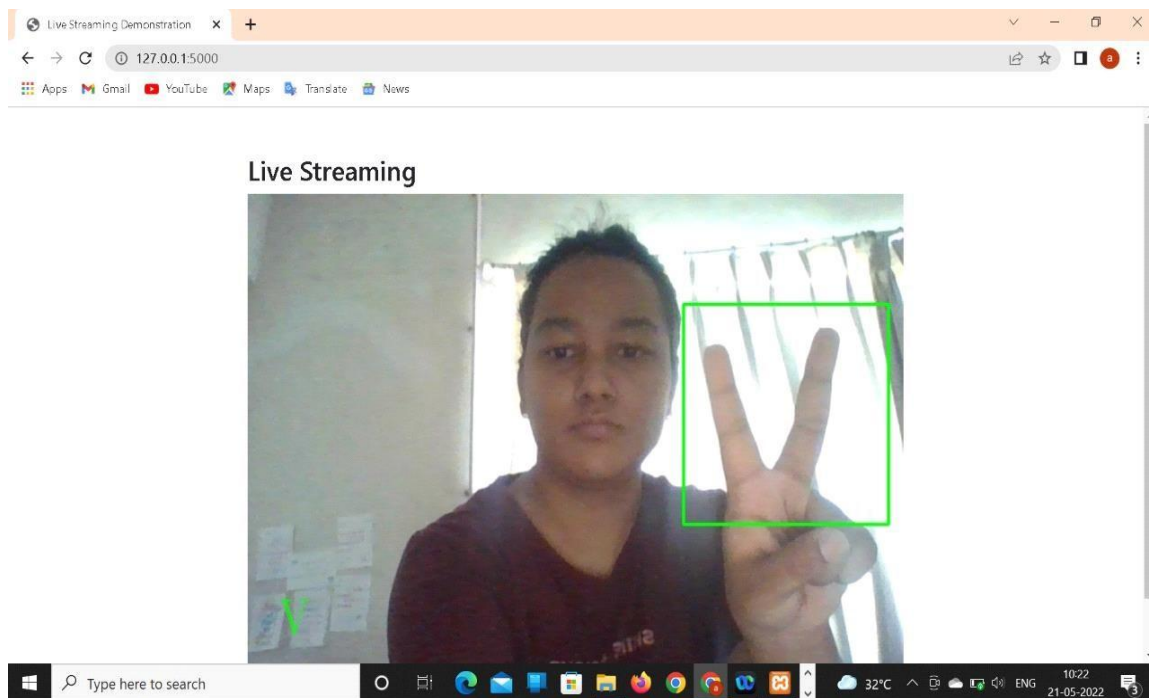 Live Streaming Demonstration
127.0.0.1:5000
a
Apps Gmail YouTube Maps Translate News
Live Streaming
V
Type here to search
32°C
ENG
10:22
21-05-2022
3